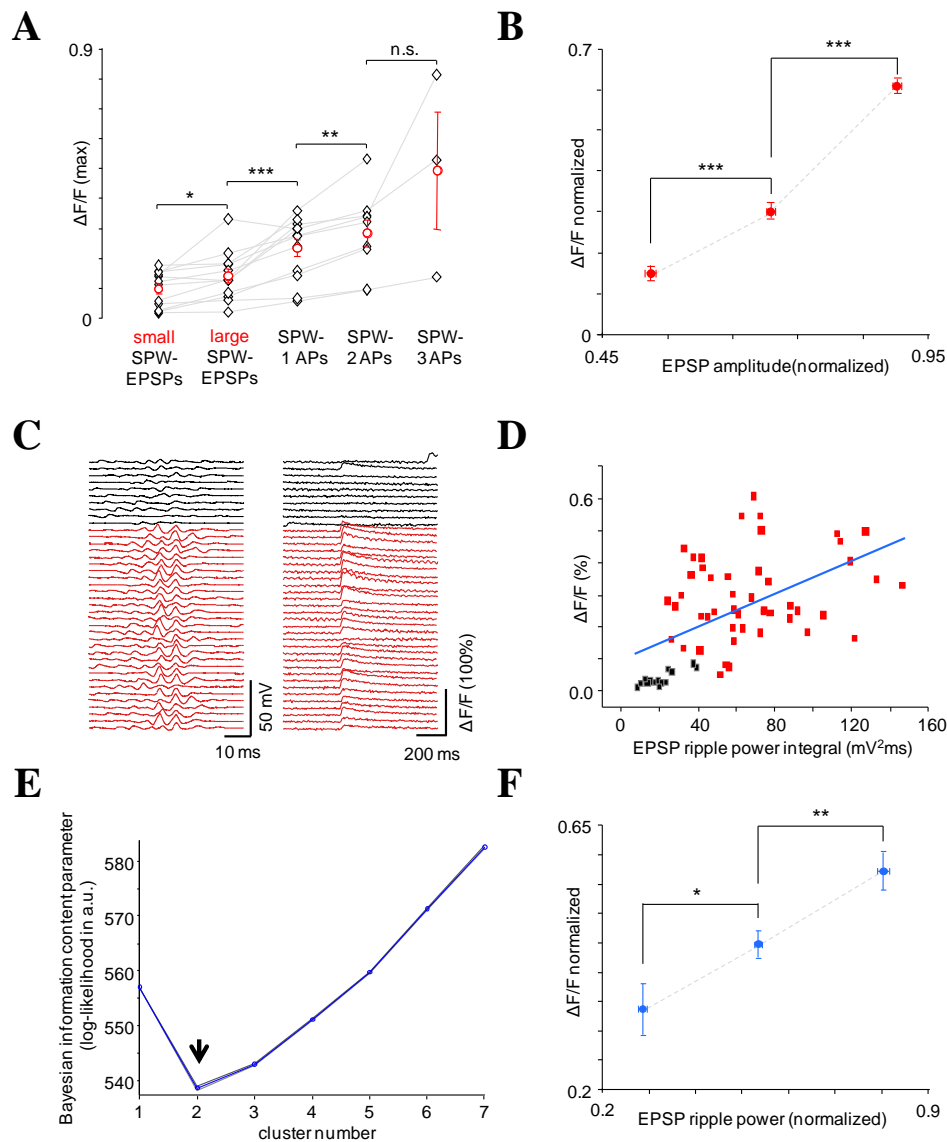 A
0.9
0
ΔF/F (max)
*
***
**
n.s.
small
SPW-
EPSPs
large
SPW-
EPSPs
SPW-
1 APs
SPW-
2 APs
SPW-
3 APs
B
0.7
0
ΔF/F normalized
***
***
0.45
0.95
EPSP amplitude(normalized)
C
50 mV
10 ms
ΔF/F (100%)
200 ms
D
0.6
0.0
ΔF/F (%)
0
40
80
120
160
EPSP ripple power integral (mV²ms)
E
Bayesian information content parameter
(log-likelihood in a.u.)
580
570
560
550
540
1
2
3
4
5
6
7
cluster number
F
0.65
0.2
ΔF/F normalized
*
**
0.2
0.9
EPSP ripple power (normalized)